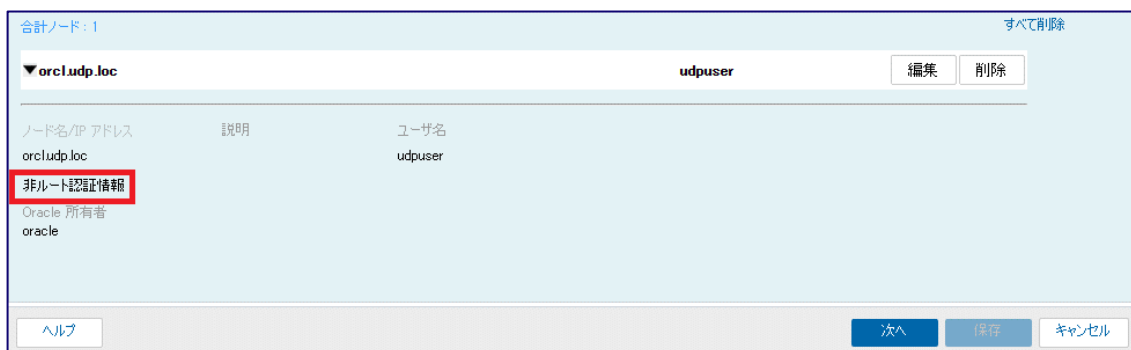 合計ノード : 1 すべて削除
▼orcl.udp.loc udpuser 編集 削除
ノード名/IP アドレス 説明 ユーザ名
orcl.udp.loc udpuser
非ルート認証情報
Oracle 所有者
oracle
ヘルプ 次へ 保存 キャンセル